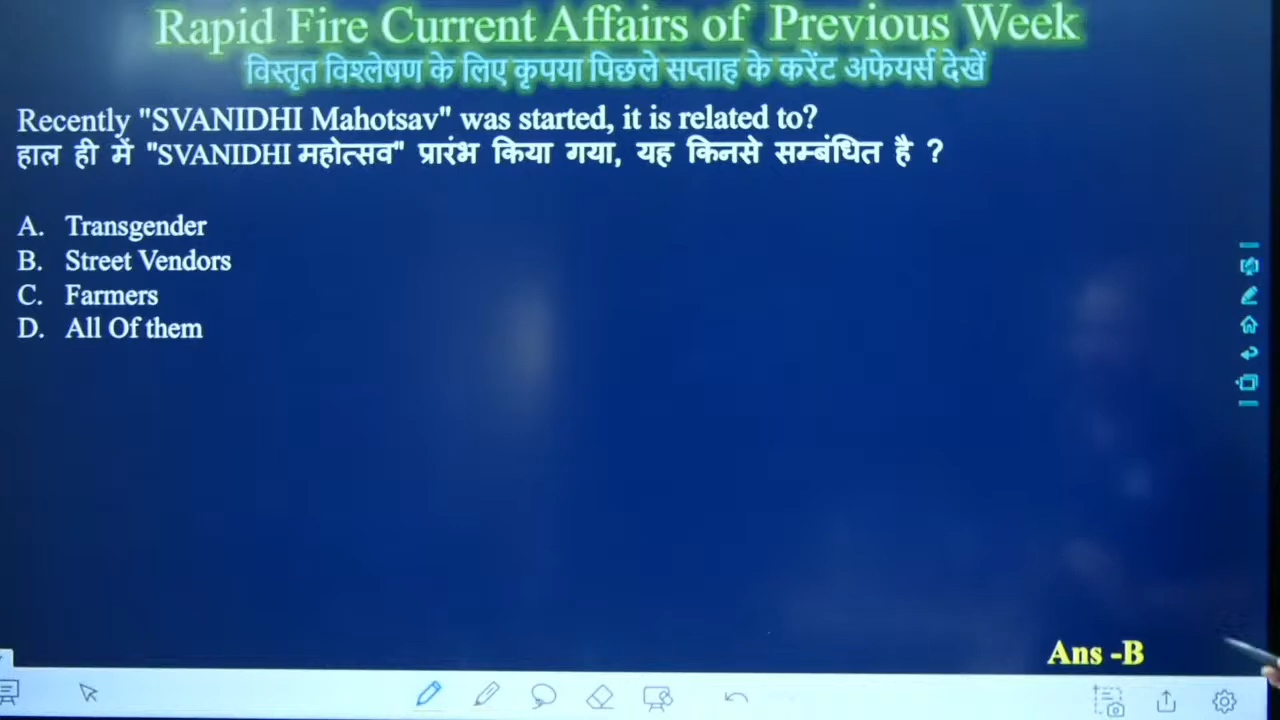 Rapid Fire Current Affairs of Previous Week
विस्तृत विश्लेषण के लिए कृपया पिछले सप्ताह के करेंट अफेयर्स देखें
Recently "SVANIDHI Mahotsav" was started, it is related to?
हाल ही में "SVANIDHI महोत्सव" प्रारंभ किया गया, यह किनसे सम्बंधित है ?
A. Transgender
B. Street Vendors
C. Farmers
D. All Of them
Ans -B